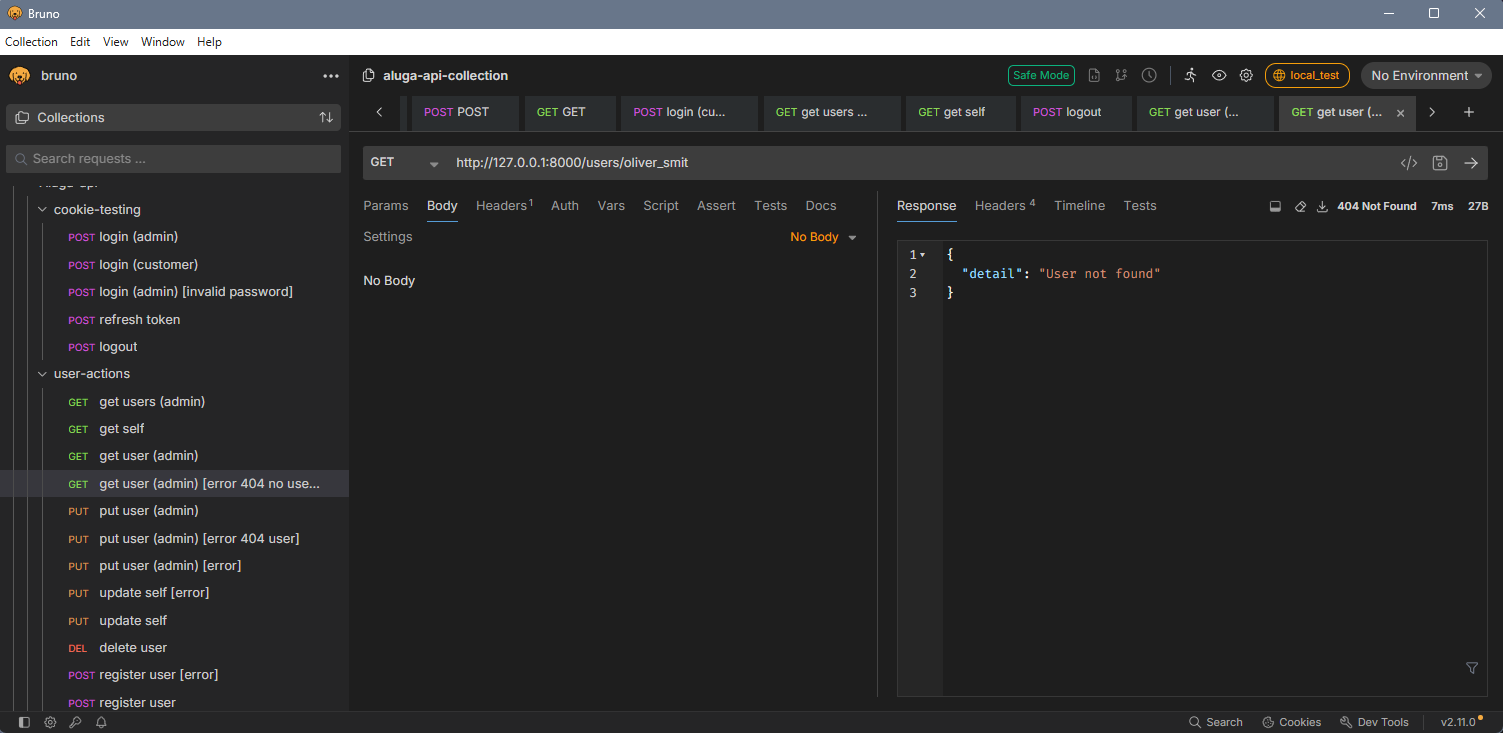 Bruno
Collection Edit View Window Help
bruno
Collections
Search requests ...
cookie-testing
POST login (admin)
POST login (customer)
POST login (admin) [invalid password]
POST refresh token
POST logout
user-actions
GET get users (admin)
GET get self
GET get user (admin)
GET get user (admin) [error 404 no use...
PUT put user (admin)
PUT put user (admin) [error 404 user]
PUT put user (admin) [error]
PUT update self [error]
PUT update self
DEL delete user
POST register user [error]
POST register user
aluga-api-collection
Safe Mode
local_test
No Environment
POST POST GET GET POST login (cu... GET get users ... GET get self POST logout GET get user (... GET get user (...
GET http://127.0.0.1:8000/users/oliver_smit
Params Body Headers 1 Auth Vars Script Assert Tests Docs
Settings
No Body
No Body
Response Headers 4 Timeline Tests
404 Not Found 7ms 27B
1 {
2 "detail": "User not found"
3 }
Search Cookies Dev Tools v2.11.0